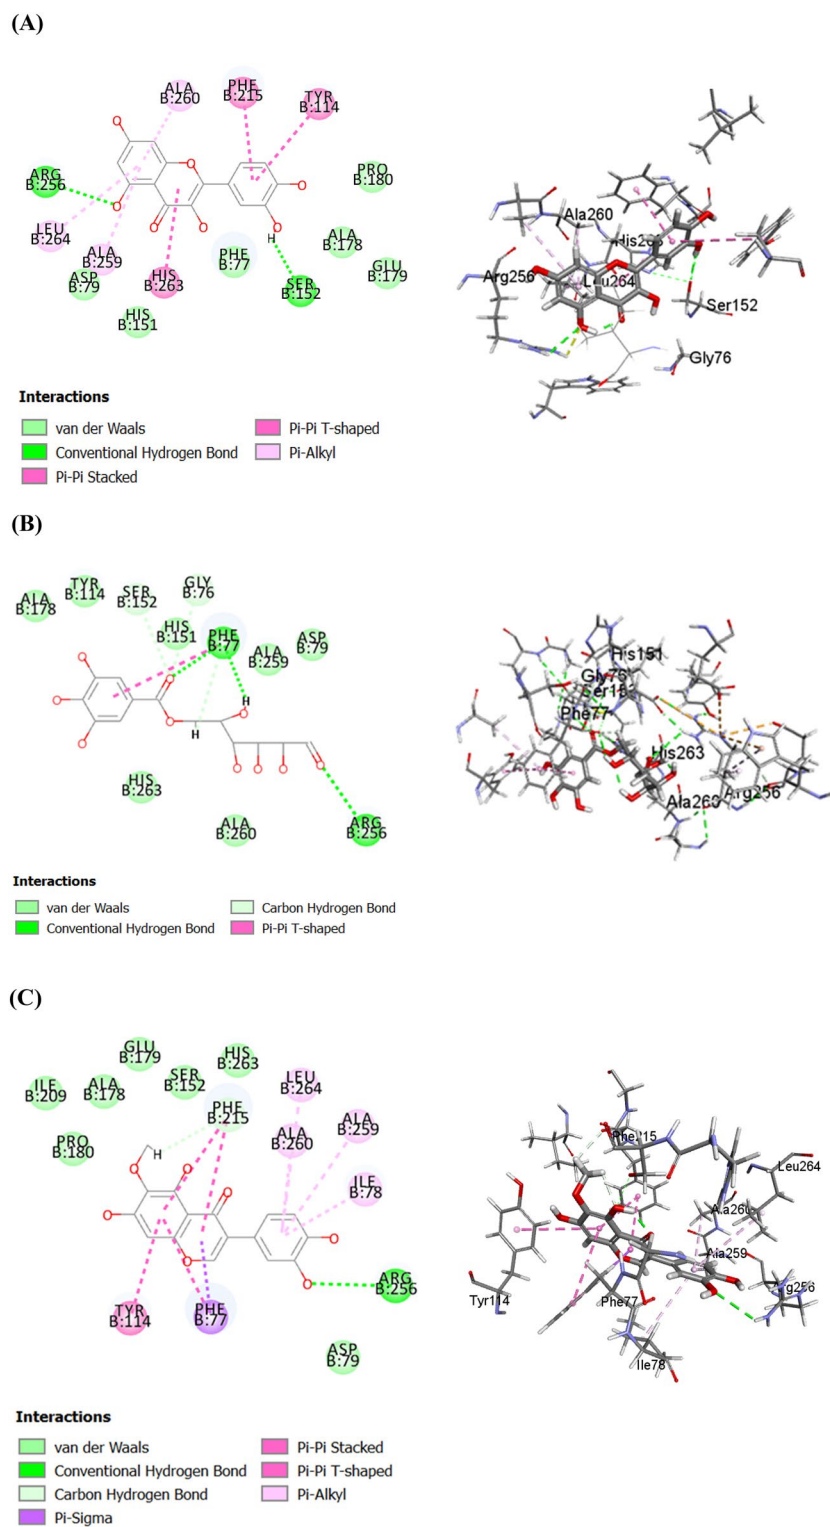 (A)
ALA
B:260
PHE
B:215
TYR
B:114
ARG
B:256
PRO
B:180
LEU
B:264
ALA
B:259
ASP
B:79
HIS
B:263
PHE
B:77
ALA
B:178
GLU
B:179
SER
B:152
HIS
B:151
Ala260
Arg256
Leu264
Ser152
Gly76
Interactions
van der Waals
Conventional Hydrogen Bond
Pi-Pi Stacked
Pi-Pi T-shaped
Pi-Alkyl
(B)
ALA
B:178
TYR
B:114
SER
B:152
GLY
B:76
HIS
B:151
PHE
B:77
ALA
B:259
ASP
B:79
HIS
B:263
ALA
B:260
ARG
B:256
His151
Gly76
Phe77
His263
Arg256
Interactions
van der Waals
Conventional Hydrogen Bond
Carbon Hydrogen Bond
Pi-Pi T-shaped
(C)
ILE
B:209
ALA
B:178
GLU
B:179
SER
B:152
HIS
B:263
PRO
B:180
PHE
B:215
LEU
B:264
ALA
B:260
ALA
B:259
ILE
B:78
ARG
B:256
TYR
B:114
PHE
B:77
ASP
B:79
Leu264
Ala259
Tyr114
Phe77
Ile78
Interactions
van der Waals
Conventional Hydrogen Bond
Carbon Hydrogen Bond
Pi-Sigma
Pi-Pi Stacked
Pi-Pi T-shaped
Pi-Alkyl